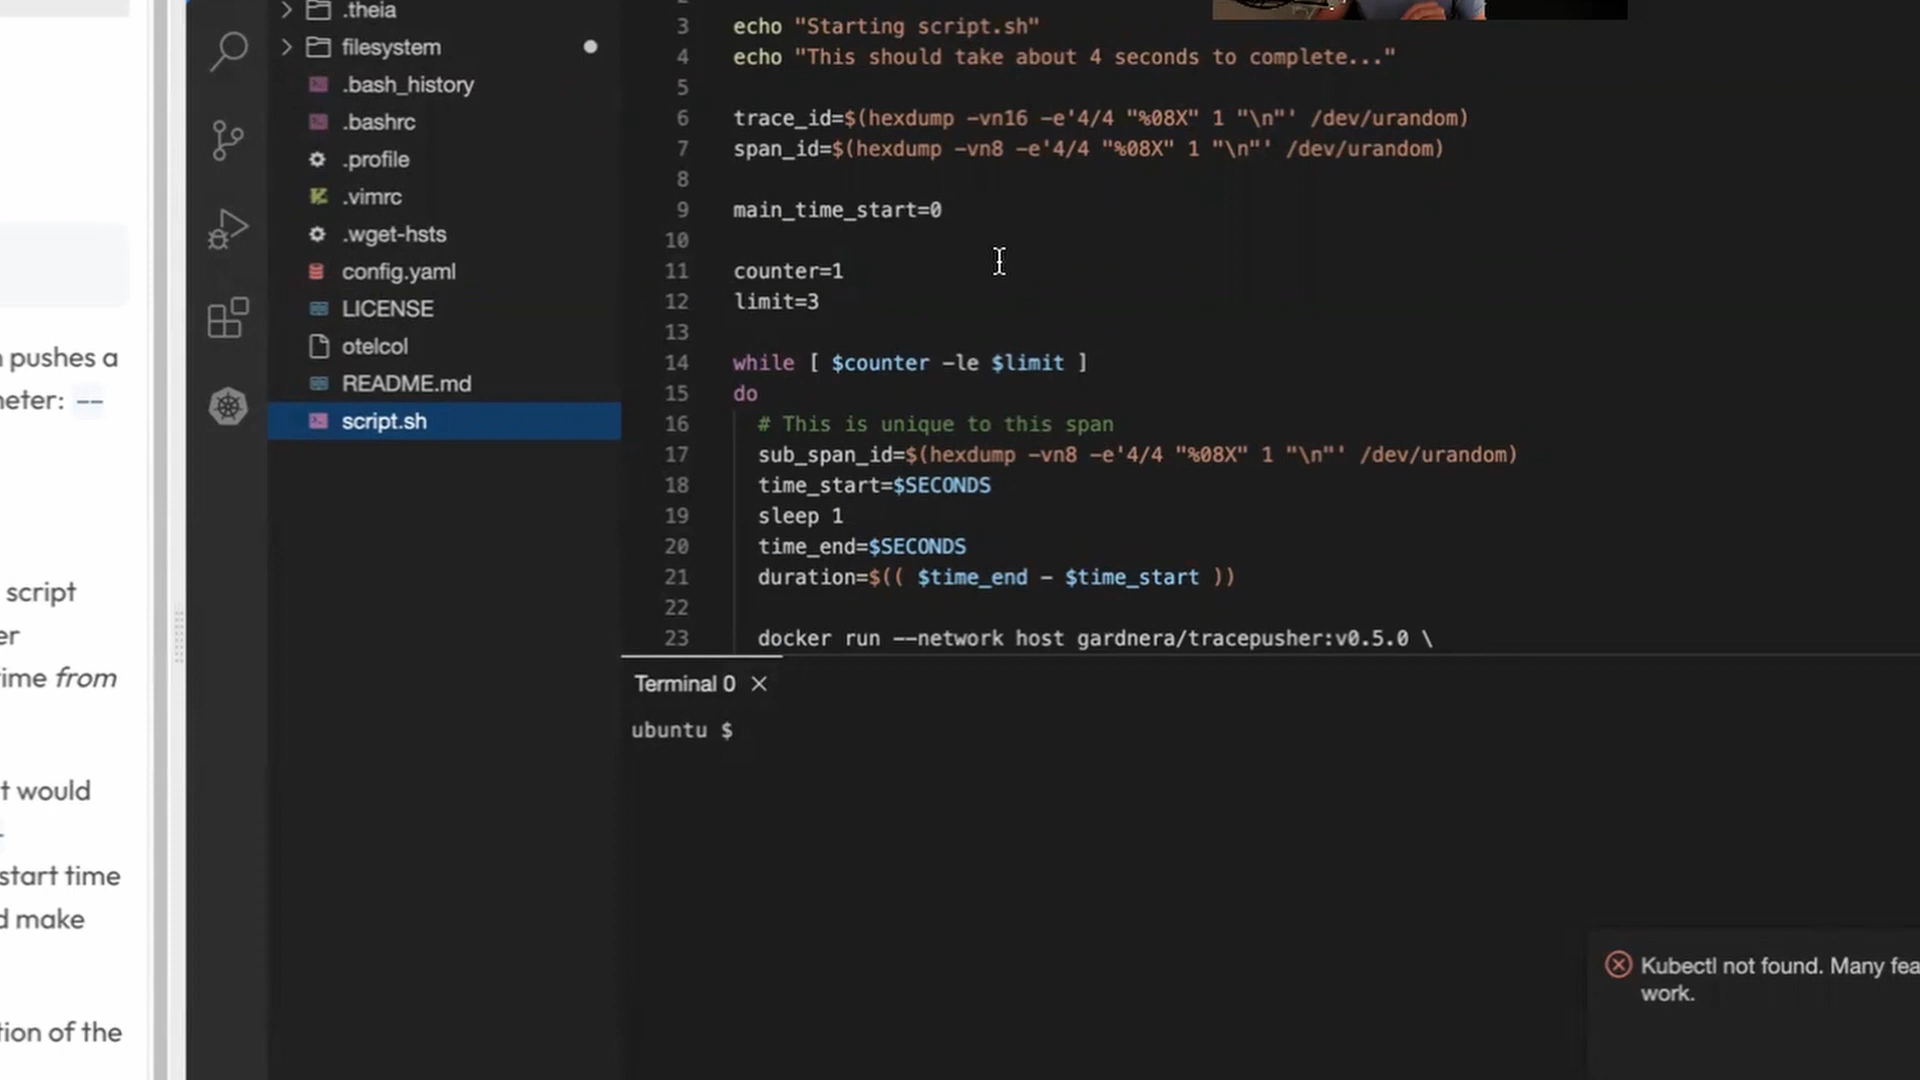 pushes a
--
script
ime from
t would
start time
make
tion of the
.theia
filesystem
.bash_history
.bashrc
.profile
.vimrc
.wget-hsts
config.yaml
LICENSE
otelcol
README.md
script.sh
3 echo "Starting script.sh"
4 echo "This should take about 4 seconds to complete..."
5
6 trace_id=$(hexdump -vn16 -e'4/4 "%08X" 1 "\n"' /dev/urandom)
7 span_id=$(hexdump -vn8 -e'4/4 "%08X" 1 "\n"' /dev/urandom)
8
9 main_time_start=0
10
11 counter=1
12 limit=3
13
14 while [ $counter -le $limit ]
15 do
16 # This is unique to this span
17 sub_span_id=$(hexdump -vn8 -e'4/4 "%08X" 1 "\n"' /dev/urandom)
18 time_start=$SECONDS
19 sleep 1
20 time_end=$SECONDS
21 duration=$(( $time_end - $time_start ))
22
23 docker run --network host gardnera/tracepusher:v0.5.0 \
Terminal 0
ubuntu $
Kubectl not found. Many fea
work.